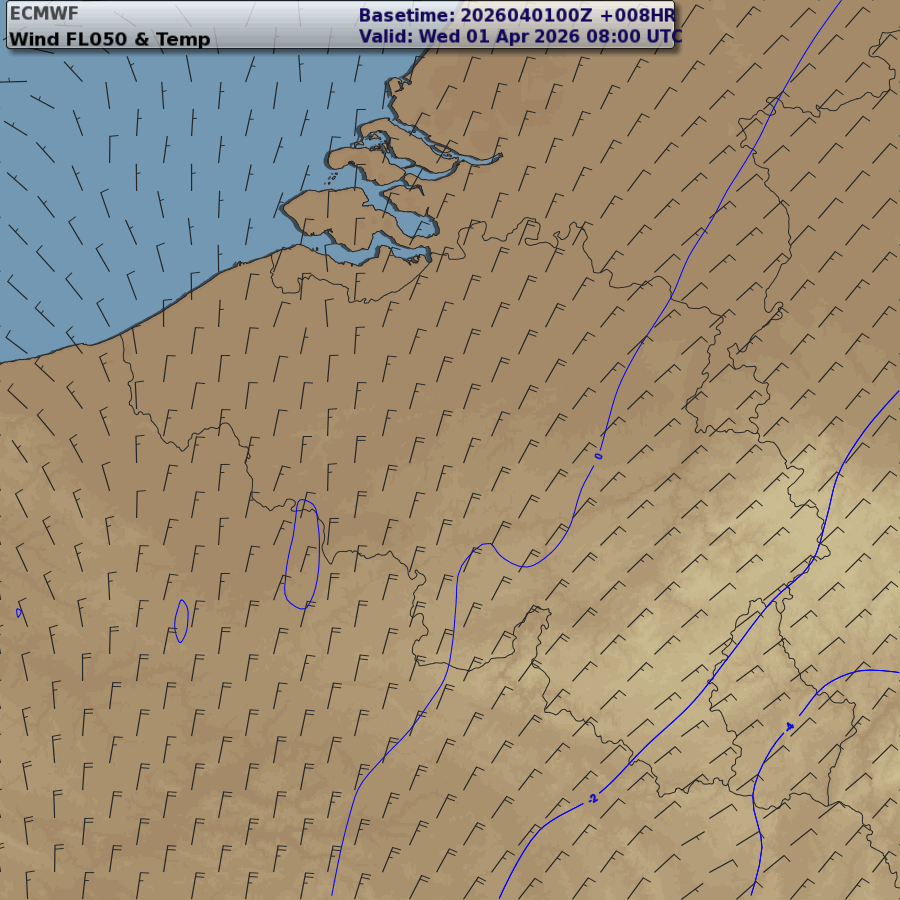 ECMWF
Wind FL050 & Temp
Basetime: 2026040100Z +008HR
Valid: Wed 01 Apr 2026 08:00 UTC
0
4
-2